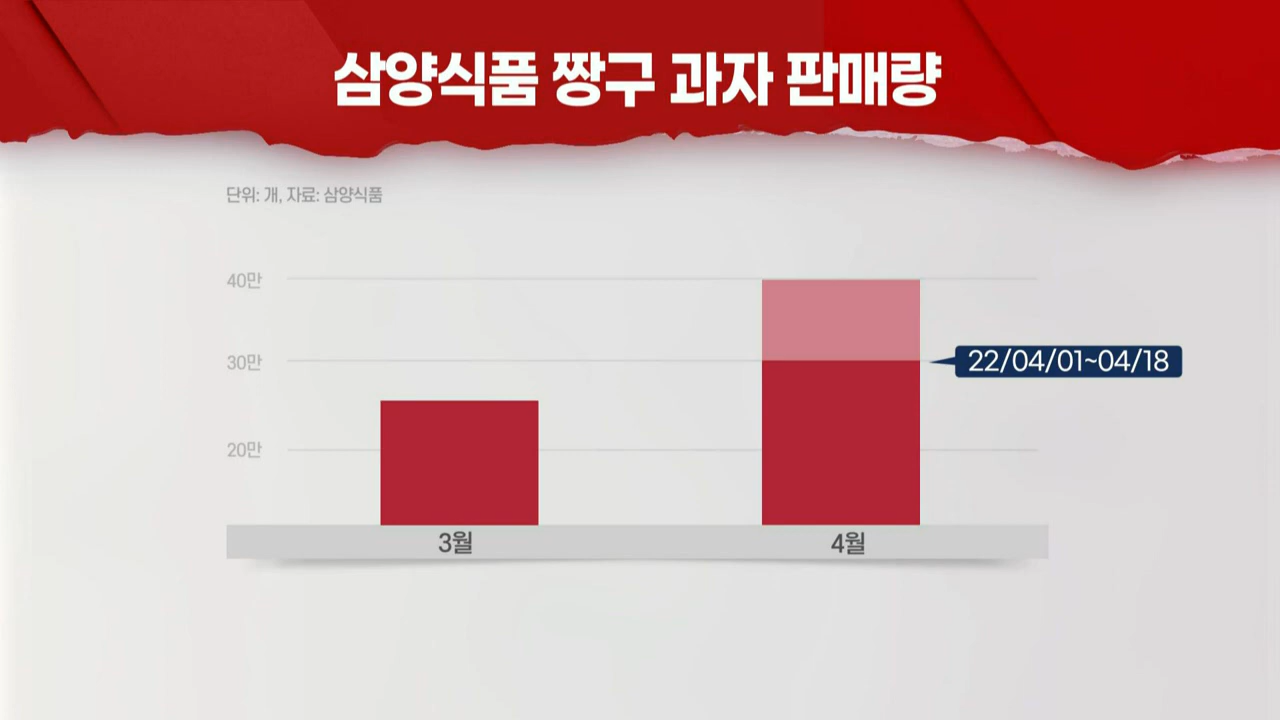 삼양식품 짱구 과자 판매량
단위: 개, 자료: 삼양식품
40만
30만
22/04/01~04/18
20만
3월
4월